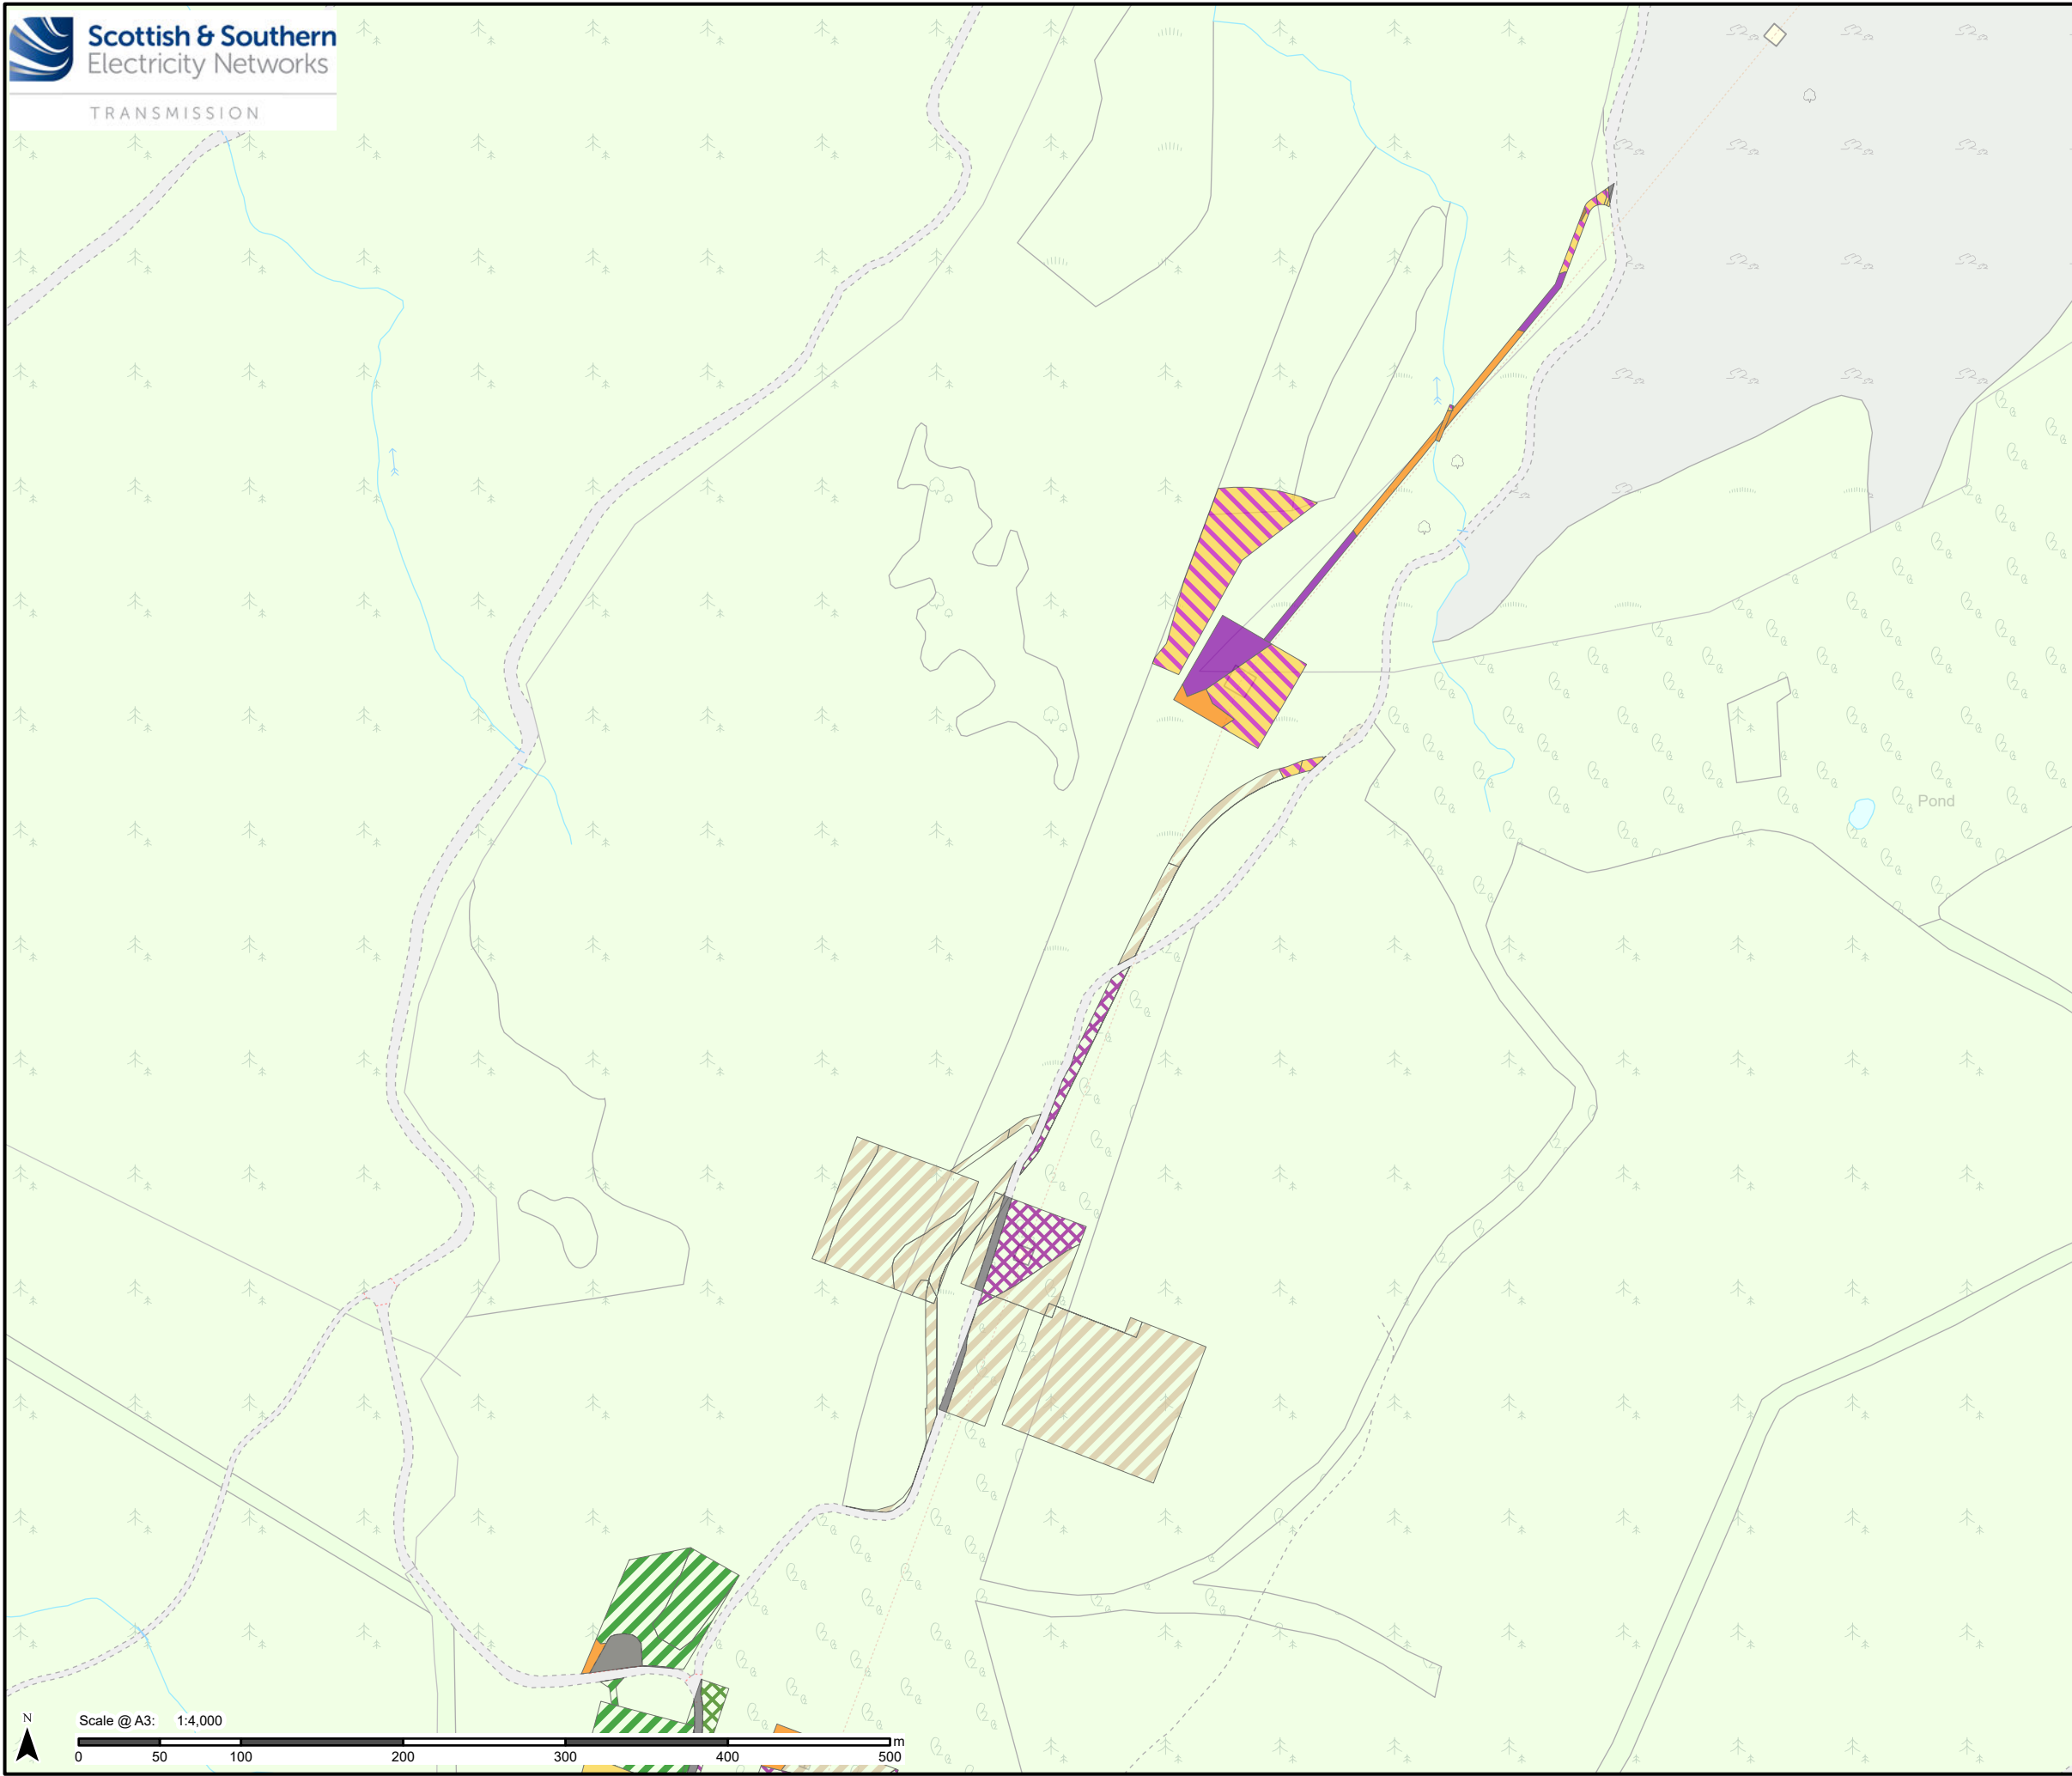 Scottish & Southern
Electricity Networks
TRANSMISSION
Pond
N
Scale @ A3: 1:4,000
m
0 50 100 200 300 400 500